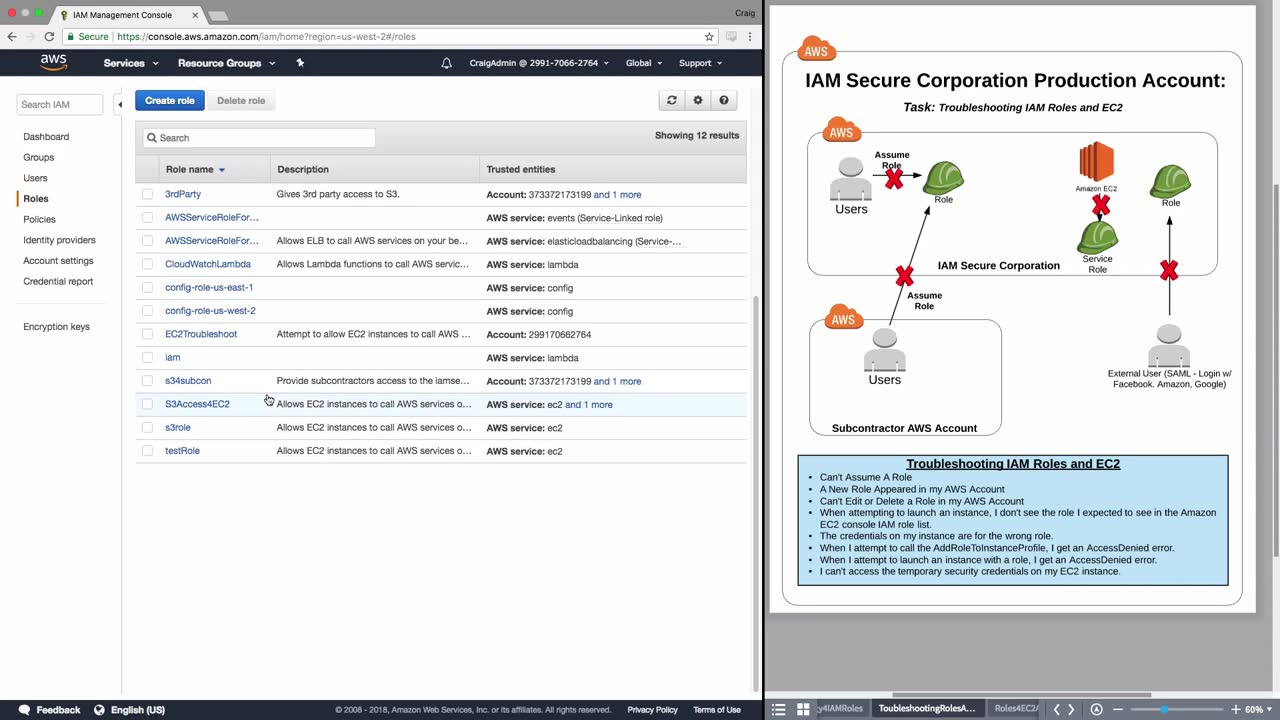 IAM Management Console
Craig
Secure | https://console.aws.amazon.com/iam/home?region=us-west-2#/roles
aws
Services
Resource Groups
CraigAdmin @ 2991-7066-2764
Global
Support
Search IAM
Dashboard
Groups
Users
Roles
Policies
Identity providers
Account settings
Credential report
Encryption keys
Create role
Delete role
Search
Showing 12 results
Role name
Description
Trusted entities
3rdParty Gives 3rd party access to S3. Account: 373372173199 and 1 more
AWSServiceRoleFor... AWS service: events (Service-Linked role)
AWSServiceRoleFor... Allows ELB to call AWS services on your be... AWS service: elasticloadbalancing (Service-...
CloudWatchLambda Allows Lambda functions to call AWS servic... AWS service: lambda
config-role-us-east-1 AWS service: config
config-role-us-west-2 AWS service: config
EC2Troubleshoot Attempt to allow EC2 instances to call AWS ... Account: 299170662764
iam AWS service: lambda
s34subcon Provide subcontractors access to the iamse... Account: 373372173199 and 1 more
S3Access4EC2 Allows EC2 instances to call AWS services o... AWS service: ec2 and 1 more
s3role Allows EC2 instances to call AWS services o... AWS service: ec2
testRole Allows EC2 instances to call AWS services o... AWS service: ec2
Feedback
English (US)
© 2008 - 2018, Amazon Web Services, Inc. or its affiliates. All rights reserved.
Privacy Policy
Terms of Use
AWS
IAM Secure Corporation Production Account:
Task: Troubleshooting IAM Roles and EC2
AWS
Assume
Role
Users
Role
Amazon EC2
Service
Role
Role
IAM Secure Corporation
Assume
Role
AWS
Users
Subcontractor AWS Account
External User (SAML - Login w/
Facebook. Amazon, Google)
Troubleshooting IAM Roles and EC2
• Can't Assume A Role
• A New Role Appeared in my AWS Account
• Can't Edit or Delete a Role in my AWS Account
• When attempting to launch an instance, I don't see the role I expected to see in the Amazon
EC2 console IAM role list.
• The credentials on my instance are for the wrong role.
• When I attempt to call the AddRoleToInstanceProfile, I get an AccessDenied error.
• When I attempt to launch an instance with a role, I get an AccessDenied error.
• I can't access the temporary security credentials on my EC2 instance.
y4IAMRoles
ToubleshootingRolesA...
Roles4EC2A
60%